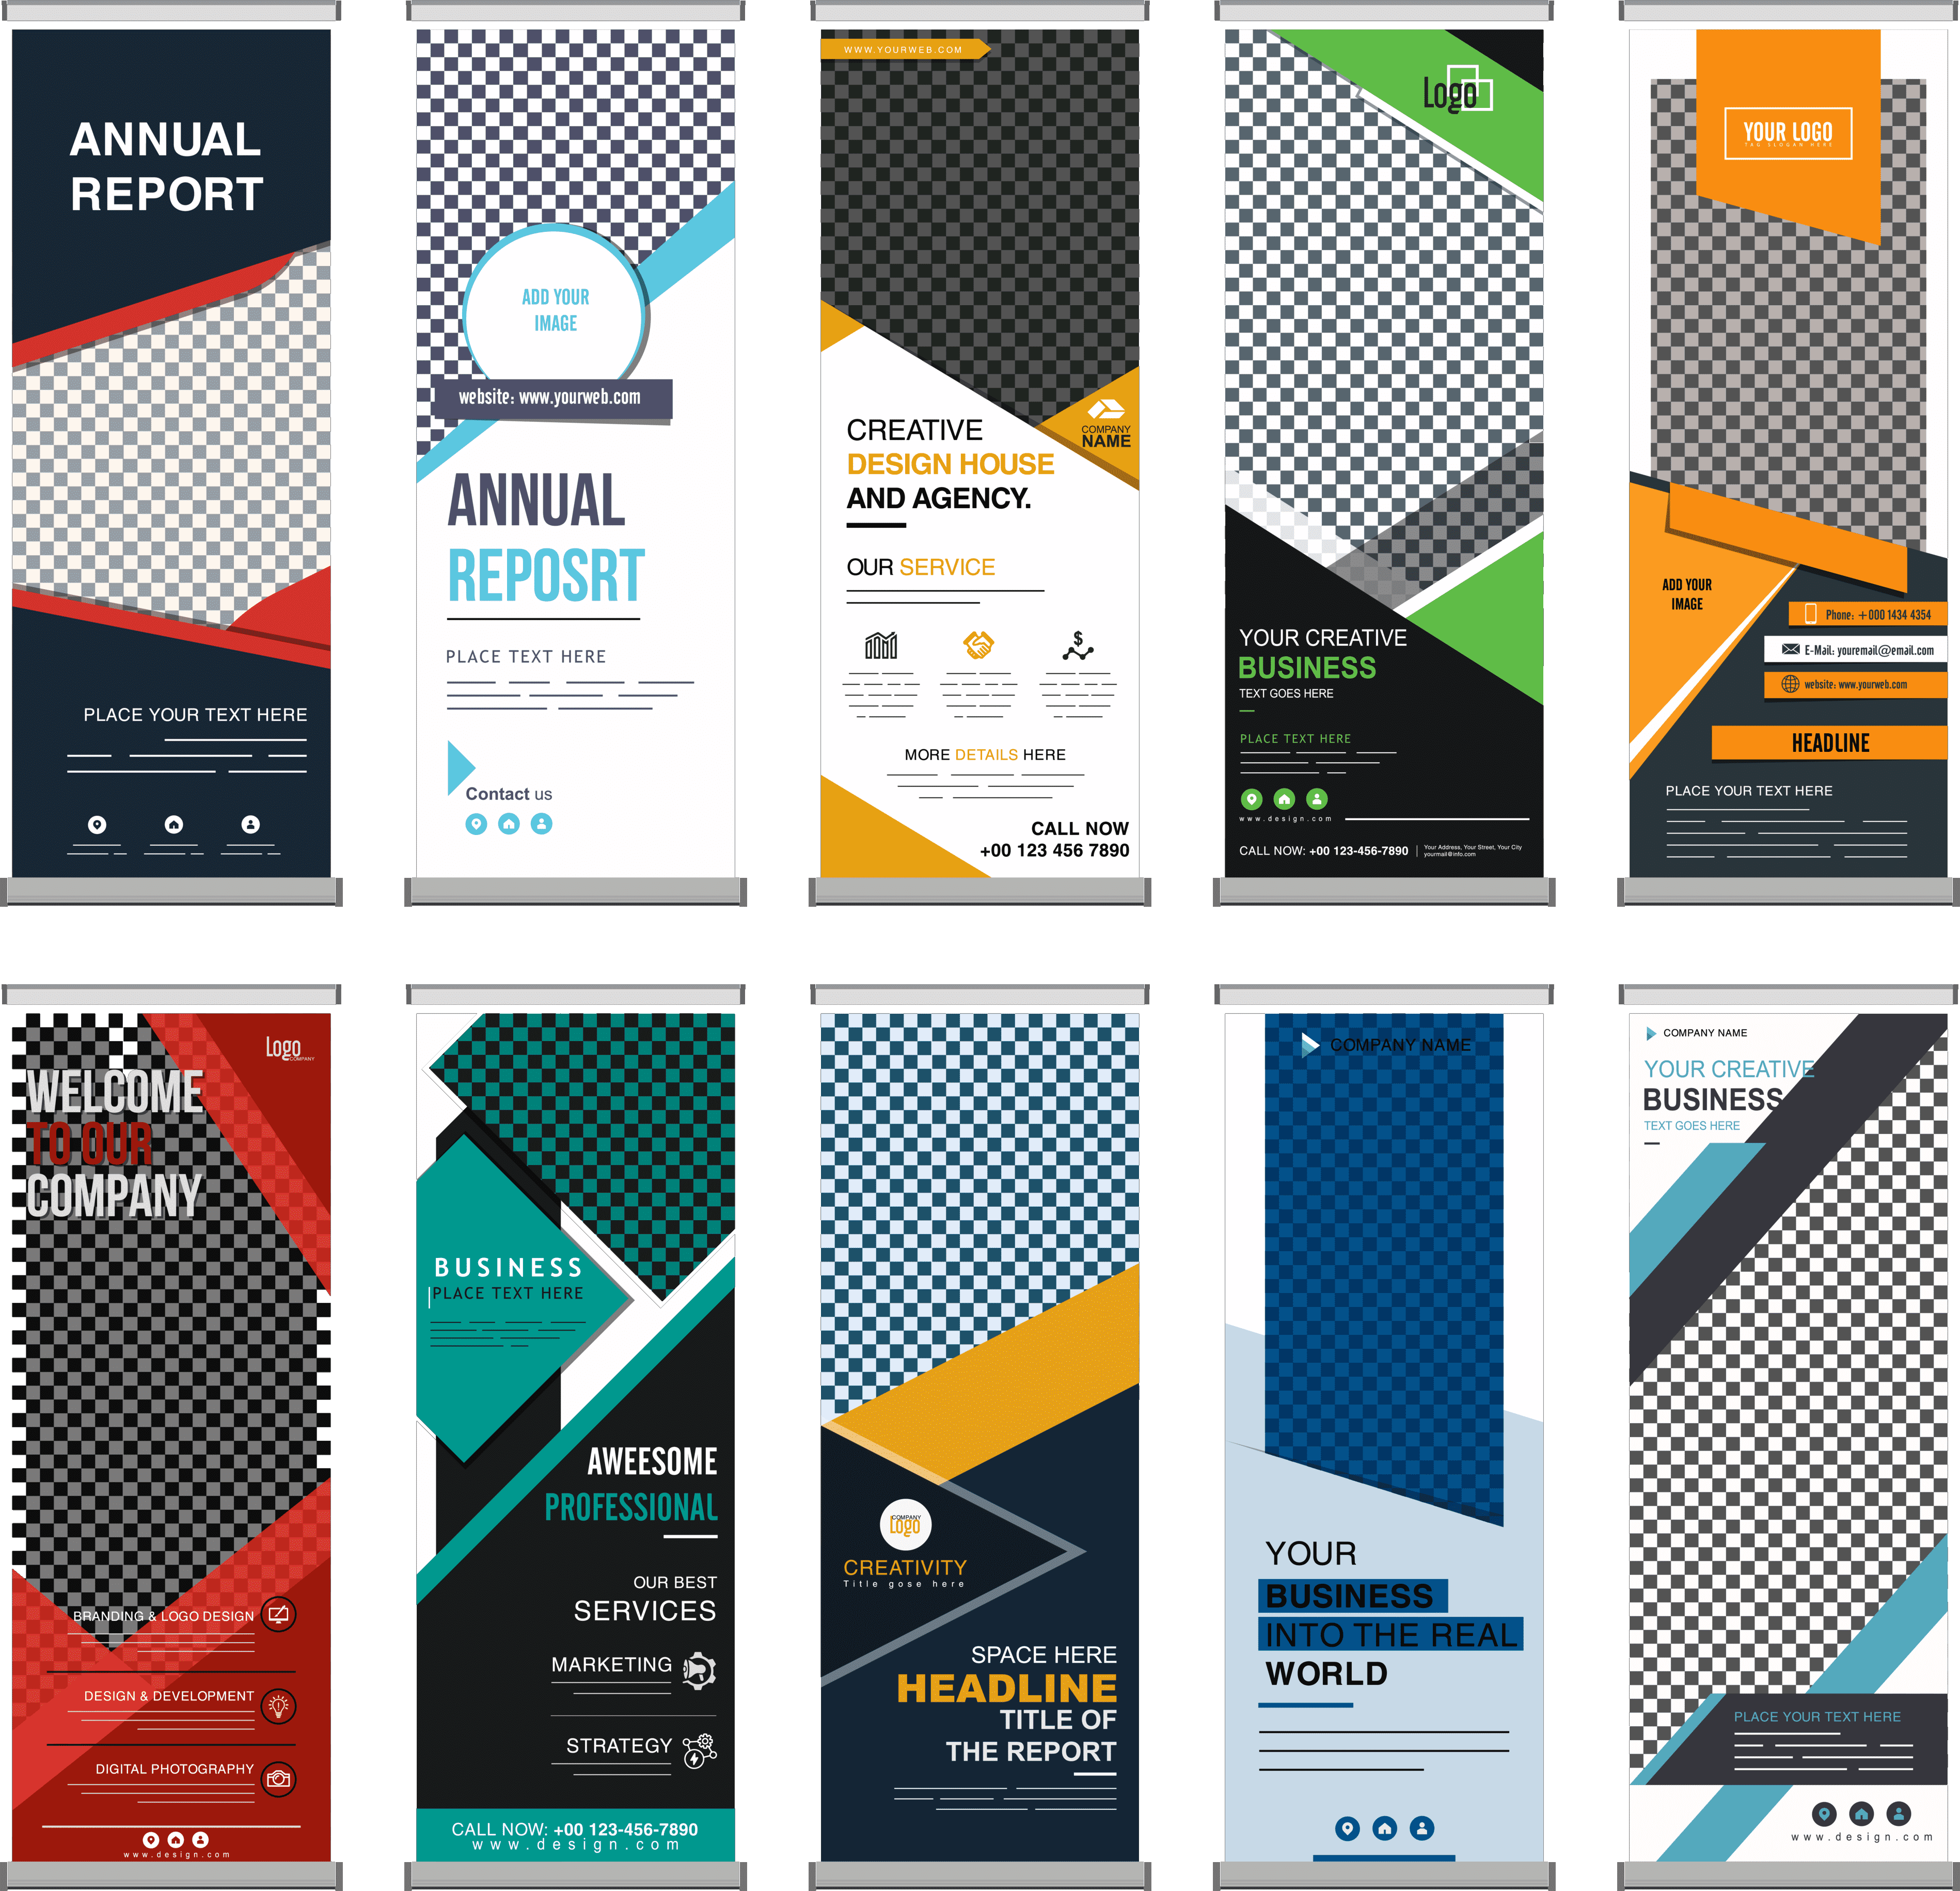 ANNUAL
REPORT
PLACE YOUR TEXT HERE
ADD YOUR
IMAGE
website: www.yourweb.com
ANNUAL
REPOSRT
PLACE TEXT HERE
Contact us
WWW.YOURWEB.COM
COMPANY
NAME
CREATIVE
DESIGN HOUSE
AND AGENCY.
OUR SERVICE
$
MORE DETAILS HERE
CALL NOW
+00 123 456 7890
Logo
YOUR CREATIVE
BUSINESS
TEXT GOES HERE
PLACE TEXT HERE
www.design.com
CALL NOW: +00 123-456-7890
Your Address, Your Street, Your City
yourmail@info.com
YOUR LOGO
TAG SLOGAN HERE
ADD YOUR
IMAGE
Phone: +000 1434 4354
E-Mail: youremail@email.com
website: www.yourweb.com
HEADLINE
PLACE YOUR TEXT HERE
Logo
COMPANY
WELCOME
TO OUR
COMPANY
BRANDING & LOGO DESIGN
DESIGN & DEVELOPMENT
DIGITAL PHOTOGRAPHY
www.design.com
BUSINESS
PLACE TEXT HERE
AWEESOME
PROFESSIONAL
OUR BEST
SERVICES
MARKETING
STRATEGY
CALL NOW: +00 123-456-7890
www.design.com
COMPANY
Logo
CREATIVITY
Title gose here
SPACE HERE
HEADLINE
TITLE OF
THE REPORT
COMPANY NAME
YOUR
BUSINESS
INTO THE REAL
WORLD
COMPANY NAME
YOUR CREATIVE
BUSINESS
TEXT GOES HERE
PLACE YOUR TEXT HERE
www.design.com